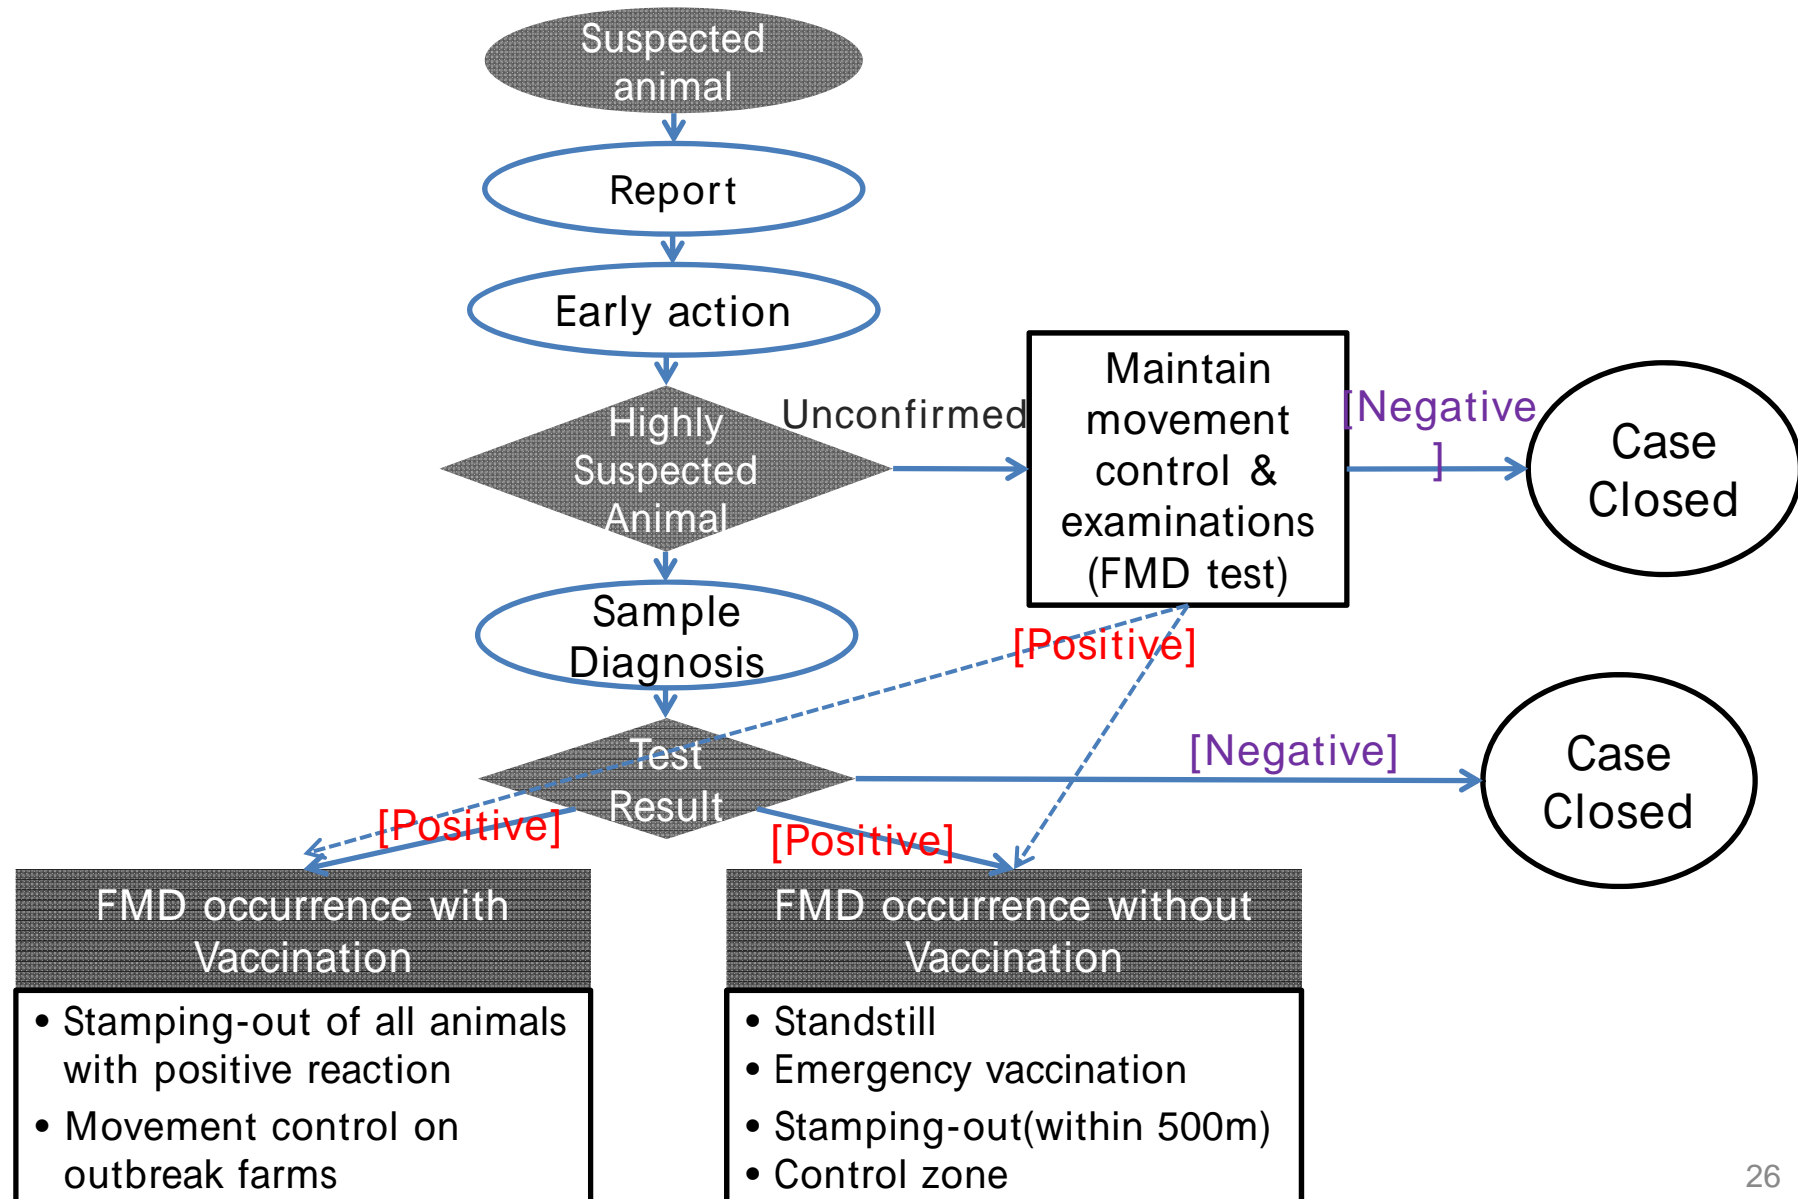 Suspected
animal
Report
Early action
Highly
Suspected
Animal
Unconfirmed
Maintain
movement
control &
examinations
(FMD test)
[Negative
]
Case
Closed
Sample
Diagnosis
[Positive]
Test
Result
[Negative]
Case
Closed
[Positive]
[Positive]
FMD occurrence with
Vaccination
• Stamping-out of all animals
with positive reaction
• Movement control on
outbreak farms
FMD occurrence without
Vaccination
• Standstill
• Emergency vaccination
• Stamping-out(within 500m)
• Control zone
26